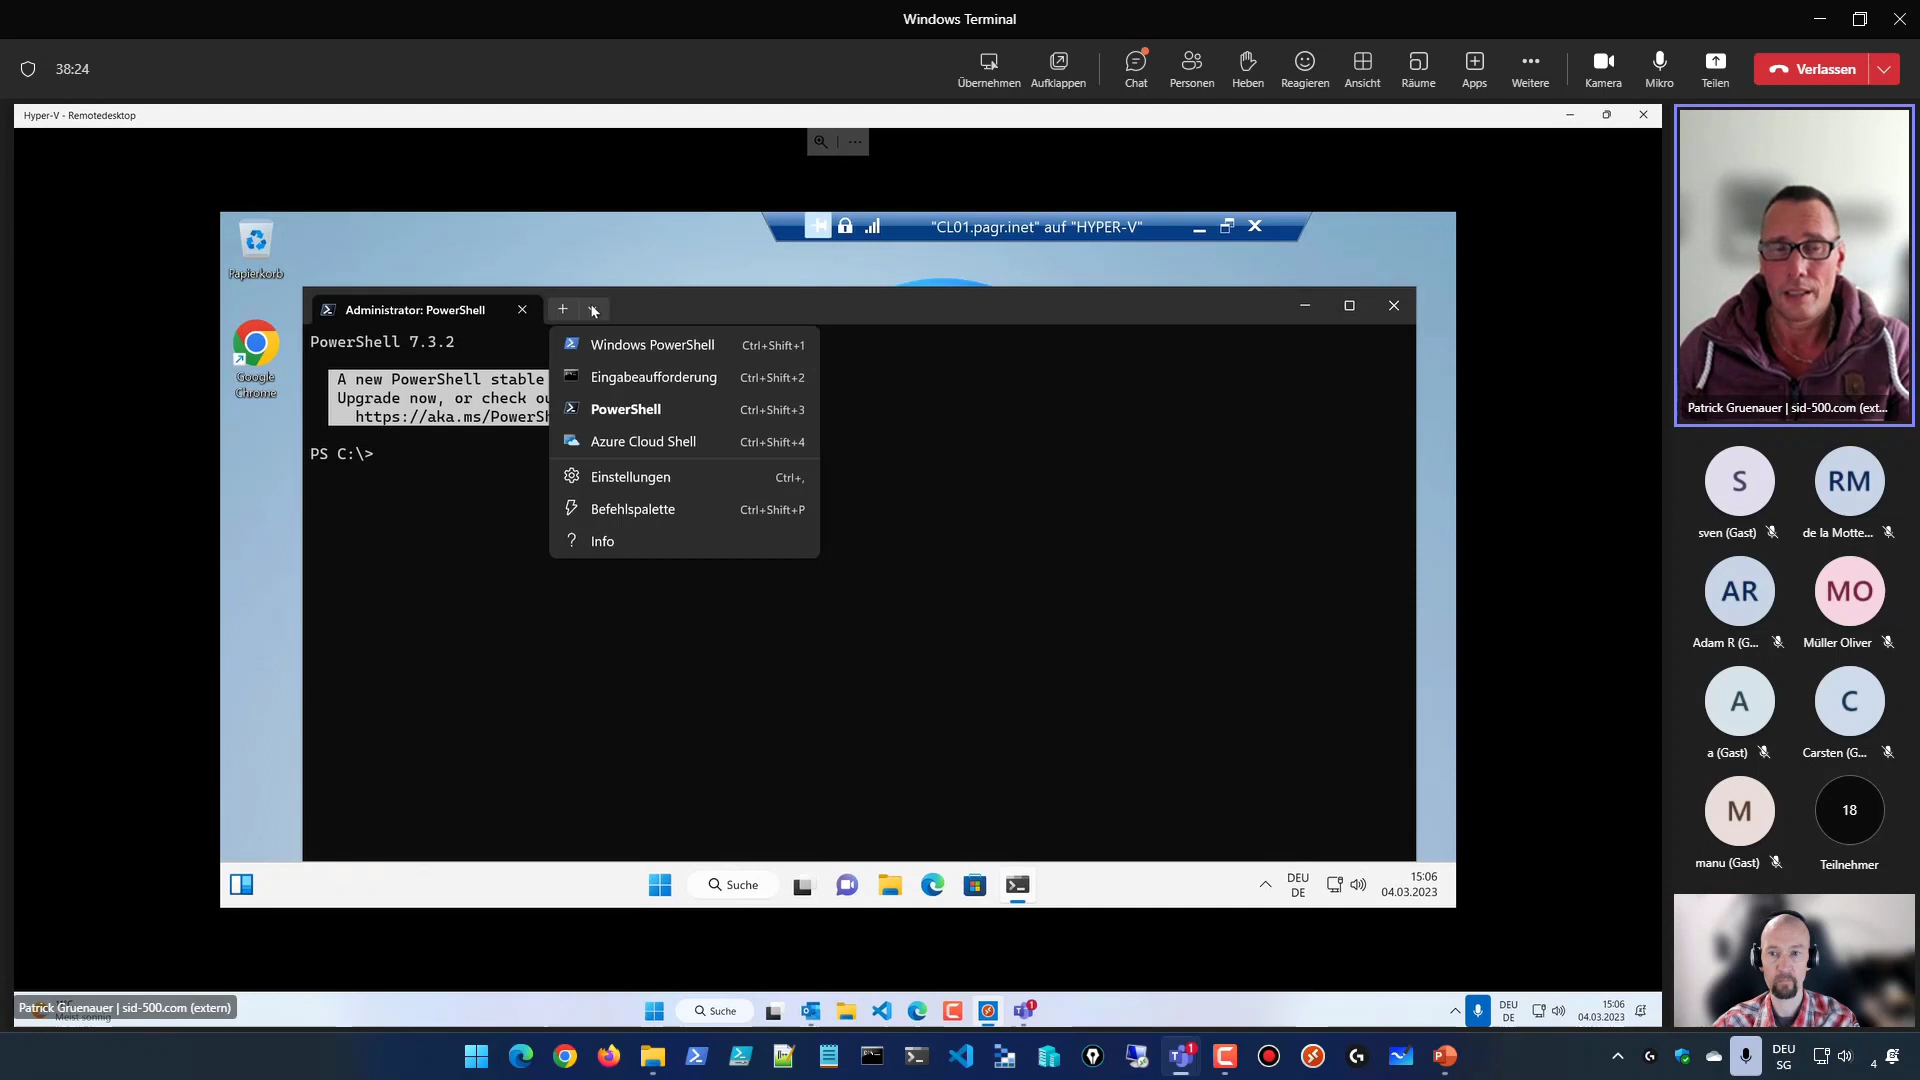 Windows Terminal
38:24
Übernehmen
Aufklappen
Chat
Personen
Heben
Reagieren
Ansicht
Räume
Apps
Weitere
Kamera
Mikro
Teilen
Verlassen
Hyper-V - Remotedesktop
"CL01.pagr.inet" auf "HYPER-V"
Papierkorb
Google
Chrome
Administrator: PowerShell
PowerShell 7.3.2
A new PowerShell stable
Upgrade now, or check ou
https://aka.ms/PowerSh
PS C:\>
Windows PowerShell Ctrl+Shift+1
Eingabeaufforderung Ctrl+Shift+2
PowerShell Ctrl+Shift+3
Azure Cloud Shell Ctrl+Shift+4
Einstellungen Ctrl+,
Befehlspalette Ctrl+Shift+P
? Info
Suche
DEU
DE
15:06
04.03.2023
Patrick Gruenauer | sid-500.com (ext...
S
sven (Gast)
RM
de la Motte...
AR
Adam R (G...
MO
Müller Oliver
A
a (Gast)
C
Carsten (G...
M
manu (Gast)
18
Teilnehmer
Patrick Gruenauer | sid-500.com (extern)
Meist sonnig
Suche
1
DEU
DE
15:06
04.03.2023
1
DEU
SG
4